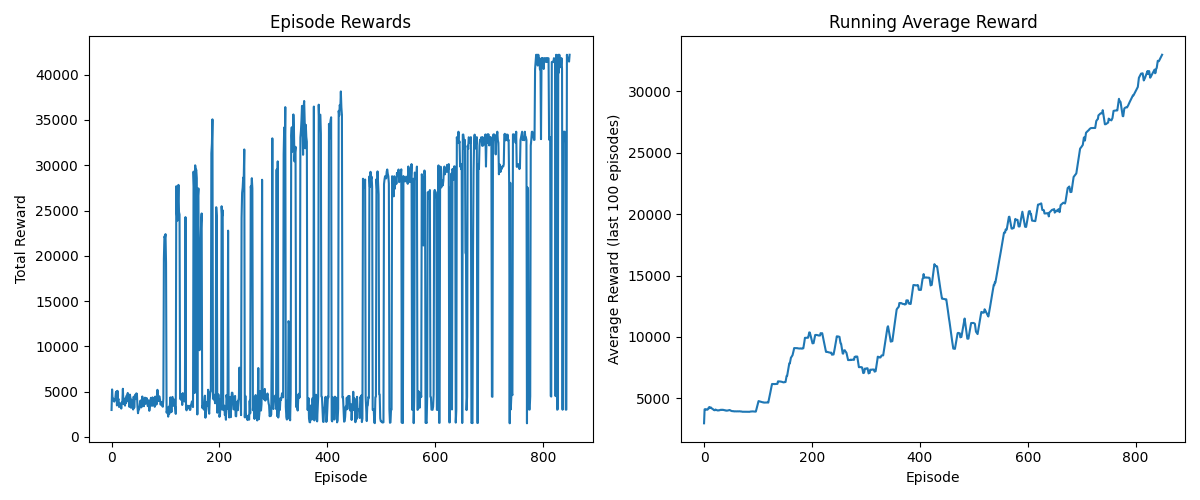 Episode Rewards
Total Reward
40000
35000
30000
25000
20000
15000
10000
5000
0
0 200 400 600 800
Episode
Running Average Reward
Average Reward (last 100 episodes)
30000
25000
20000
15000
10000
5000
0 200 400 600 800
Episode